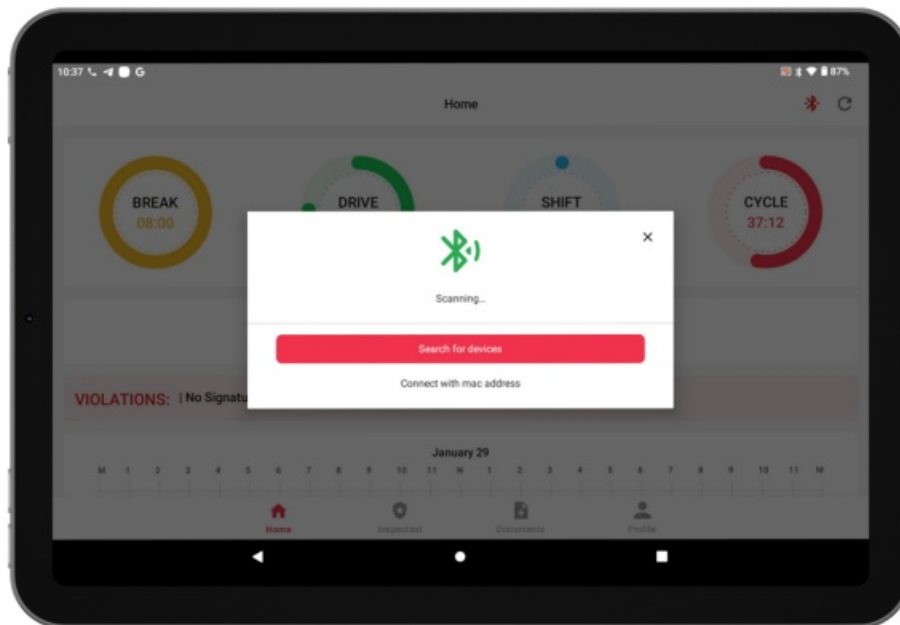 10:37 G 87%
Home
BREAK
08:00
DRIVE
SHIFT
CYCLE
37:12
Scanning...
Search for devices
Connect with mac address
VIOLATIONS: | No Signatu
January 29
M 1 2 3 4 5 6 7 8 9 10 11 N 1 2 3 4 5 6 7 8 9 10 11 M
Home Inspection Documents Profile